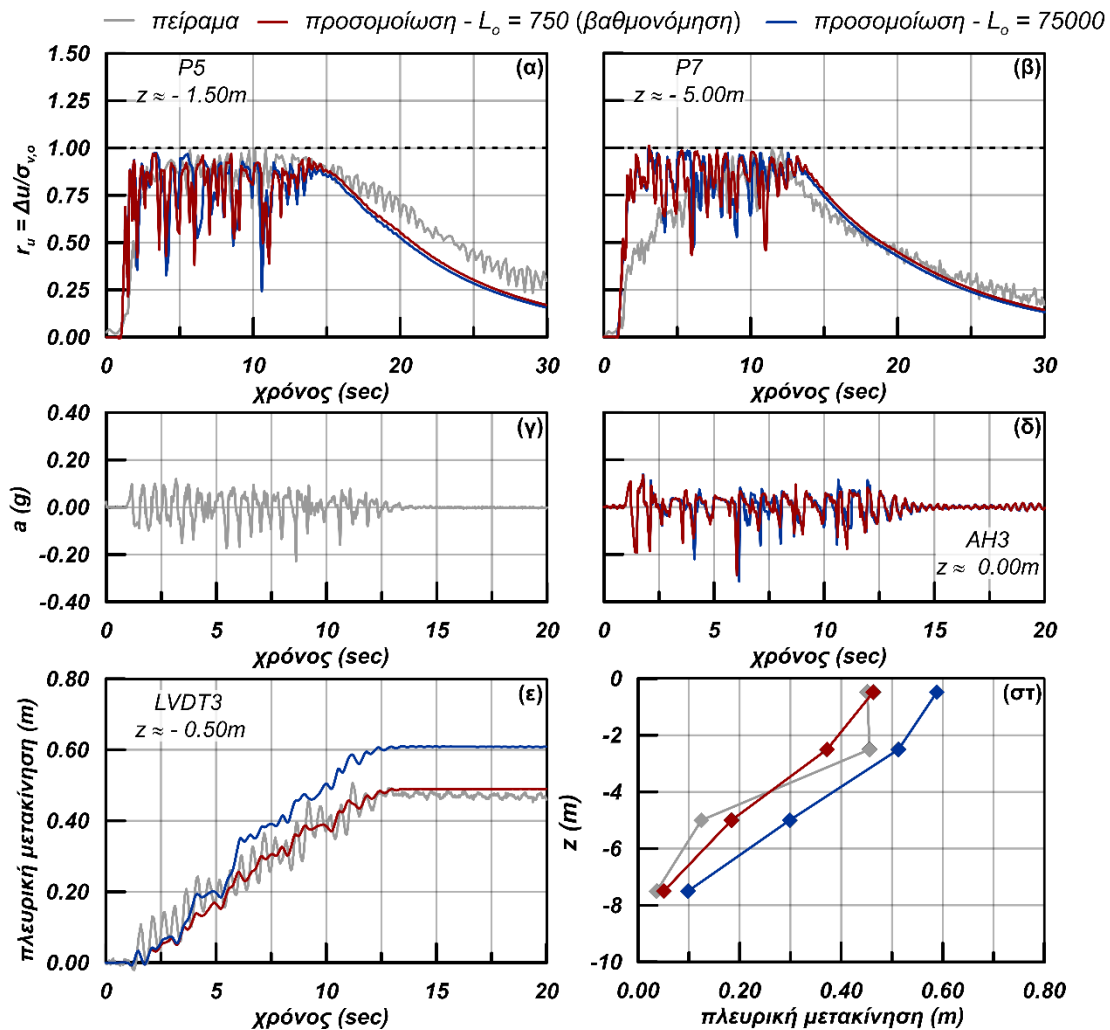 πείραμα προσομοίωση - L_o = 750 (βαθμονόμηση) προσομοίωση - L_o = 75000
P5
z ≈ - 1.50m
(α)
1.50
1.25
1.00
0.75
0.50
0.25
0.00
r_u = Δu/σ_v,o
0 10 20 30
χρόνος (sec)
P7
z ≈ - 5.00m
(β)
0 10 20 30
χρόνος (sec)
(γ)
0.40
0.20
0.00
-0.20
-0.40
a (g)
0 5 10 15 20
χρόνος (sec)
(δ)
AH3
z ≈ 0.00m
0 5 10 15 20
χρόνος (sec)
LVDT3
z ≈ - 0.50m
(ε)
0.80
0.60
0.40
0.20
0.00
πλευρική μετακίνηση (m)
0 5 10 15 20
χρόνος (sec)
(στ)
0
-2
-4
-6
-8
-10
z (m)
0.00 0.20 0.40 0.60 0.80
πλευρική μετακίνηση (m)